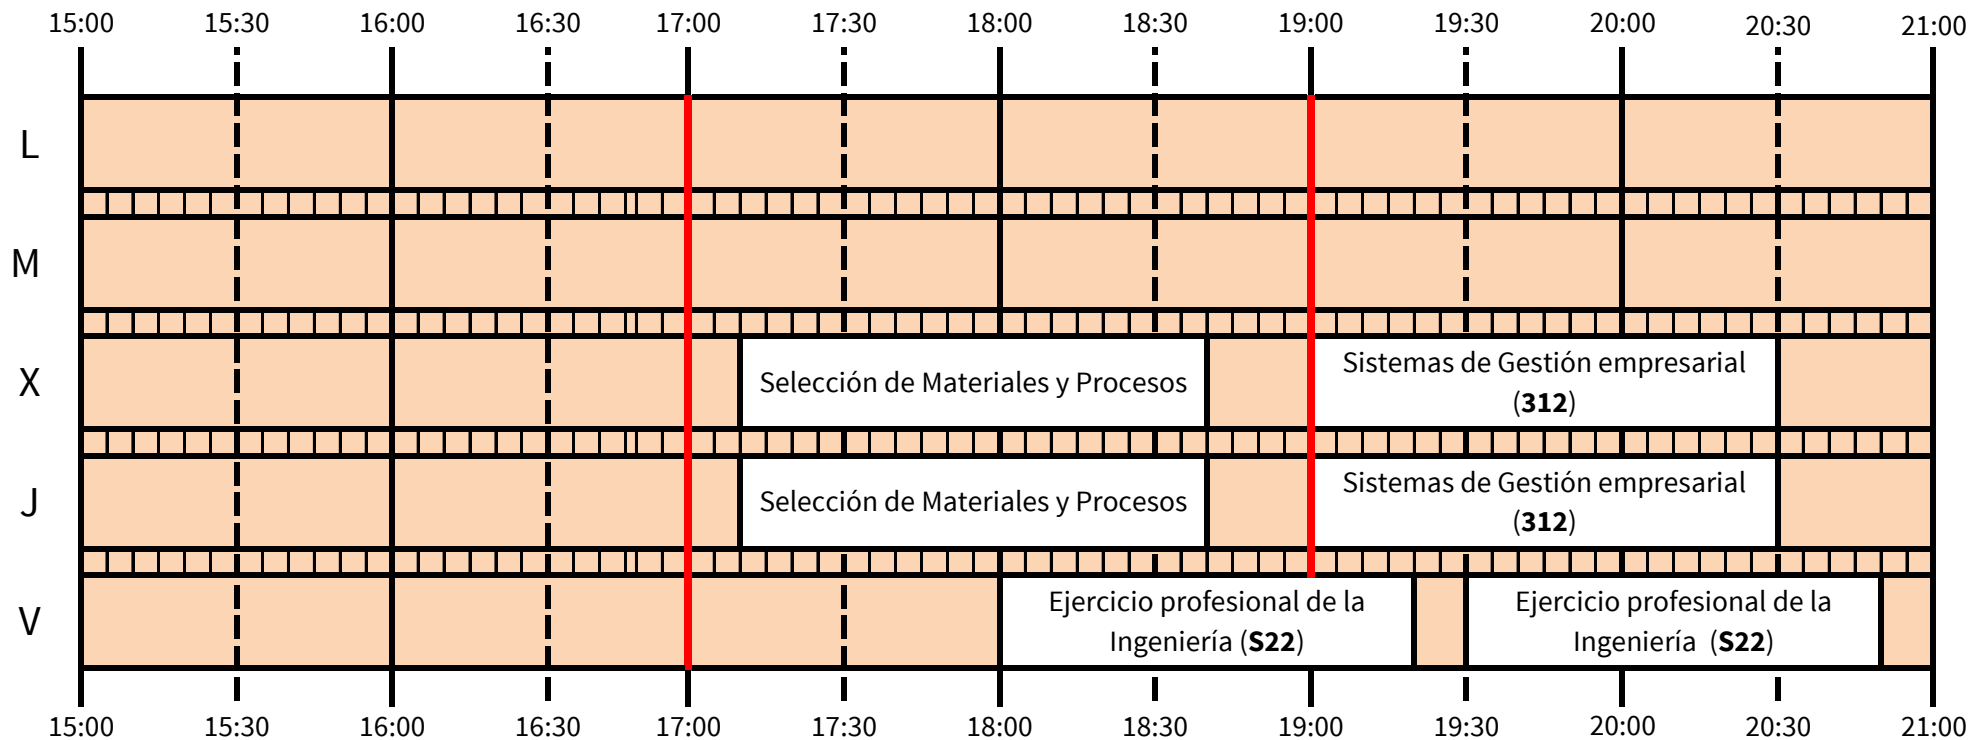 15:00 15:30 16:00 16:30 17:00 17:30 18:00 18:30 19:00 19:30 20:00 20:30 21:00
L
M
X
Selección de Materiales y Procesos
Sistemas de Gestión empresarial
(312)
J
Selección de Materiales y Procesos
Sistemas de Gestión empresarial
(312)
V
Ejercicio profesional de la
Ingeniería (S22)
Ejercicio profesional de la
Ingeniería (S22)
15:00 15:30 16:00 16:30 17:00 17:30 18:00 18:30 19:00 19:30 20:00 20:30 21:00